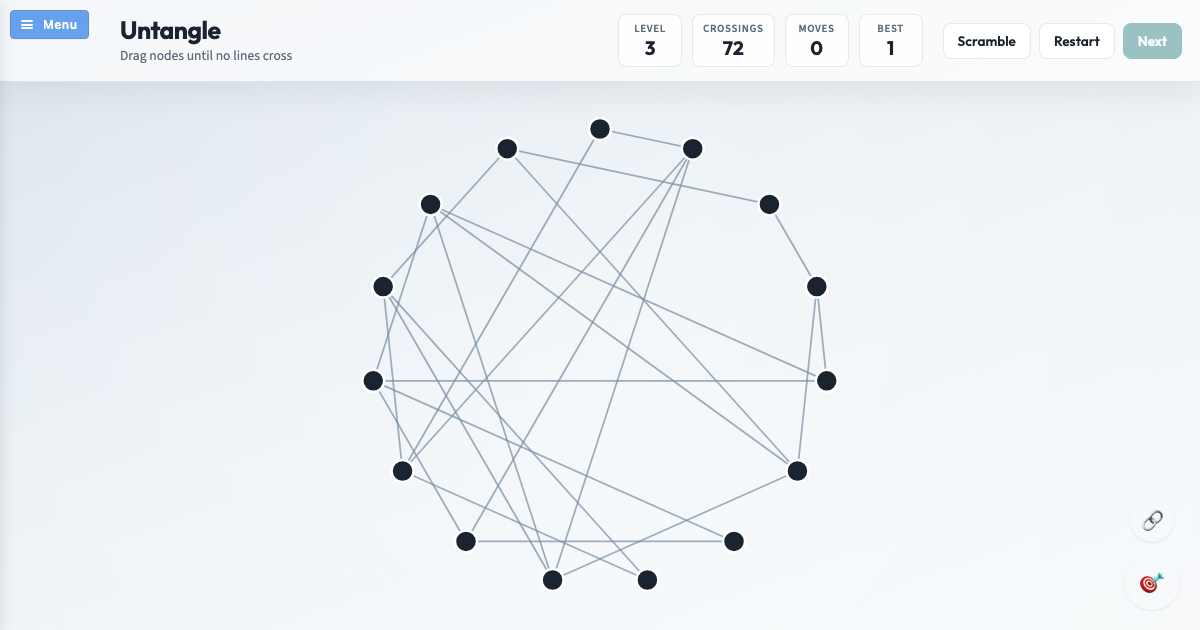 Menu
Untangle
Drag nodes until no lines cross
LEVEL
3
CROSSINGS
72
MOVES
0
BEST
1
Scramble
Restart
Next